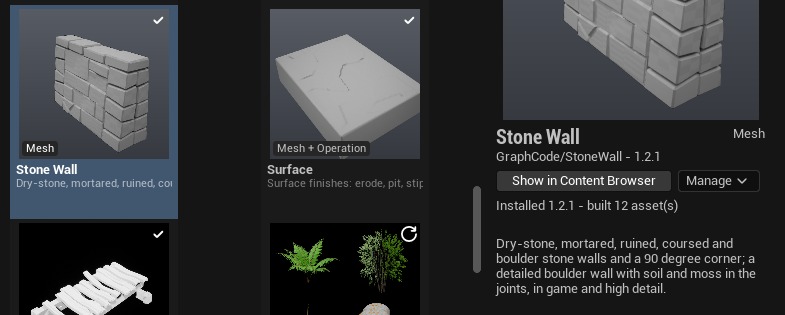 Mesh
Stone Wall
Dry-stone, mortared, ruined,
Mesh + Operation
Surface
Surface finishes: erode, pit,
Stone Wall
Mesh
GraphCode/StoneWall - 1.2.1
Show in Content Browser
Manage
Installed 1.2.1 - built 12 asset(s)
Dry-stone, mortared, ruined, coursed and
boulder stone walls and a 90 degree corner; a
detailed boulder wall with soil and moss in the
joints, in game and high detail.